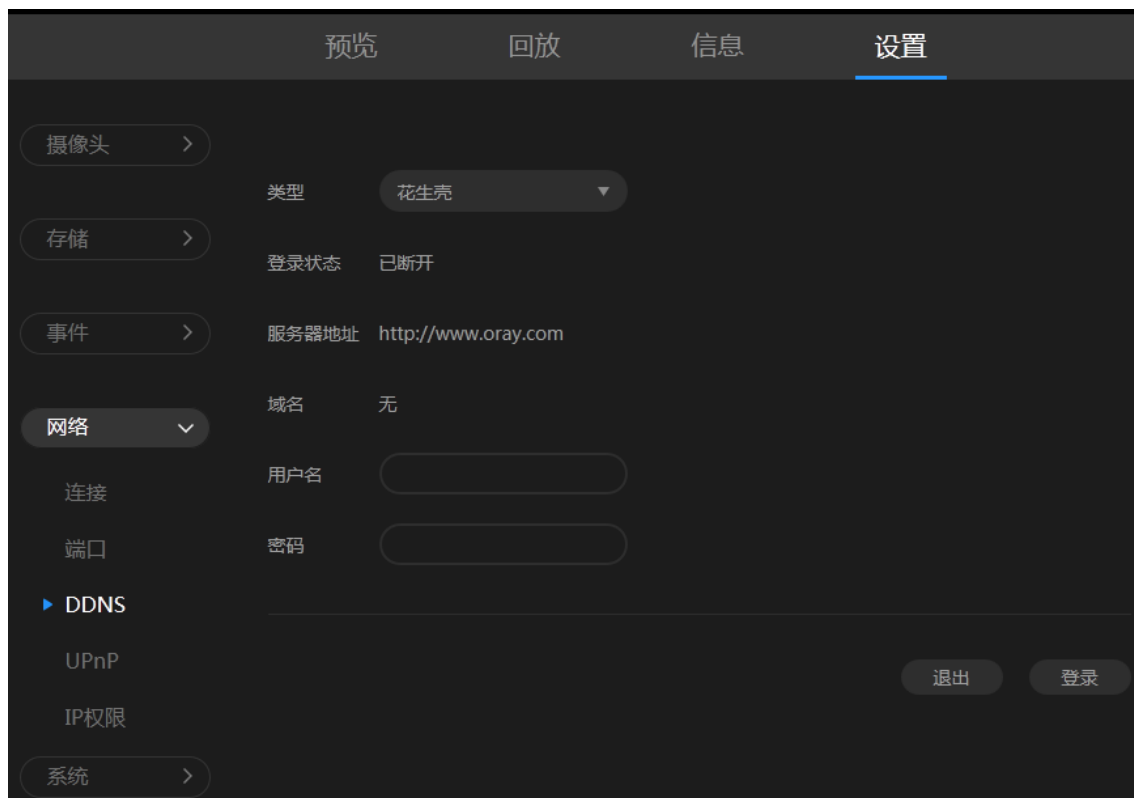 预览 回放 信息 设置
摄像头
类型 花生壳
存储
登录状态 已断开
事件
服务器地址 http://www.oray.com
域名 无
网络
用户名
连接
密码
端口
DDNS
UPnP
退出 登录
IP权限
系统